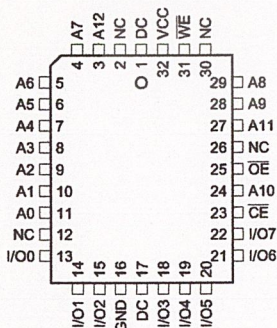 A7 A12 NC DC VCC W̅E̅ NC
4 3 2 1 32 31 30
A6 5 29 A8
A5 6 28 A9
A4 7 27 A11
A3 8 26 NC
A2 9 25 O̅E̅
A1 10 24 A10
A0 11 23 C̅E̅
NC 12 22 I/O7
I/O0 13 21 I/O6
14 15 16 17 18 19 20
I/O1 I/O2 GND DC I/O3 I/O4 I/O5